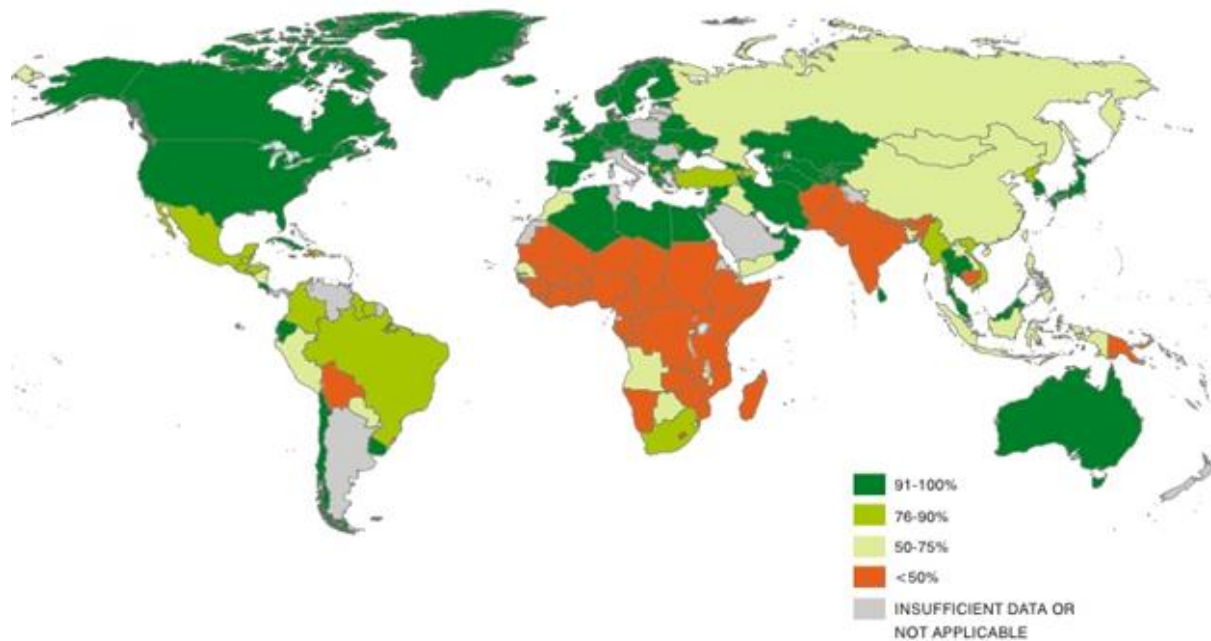 91-100%
76-90%
50-75%
<50%
INSUFFICIENT DATA OR
NOT APPLICABLE